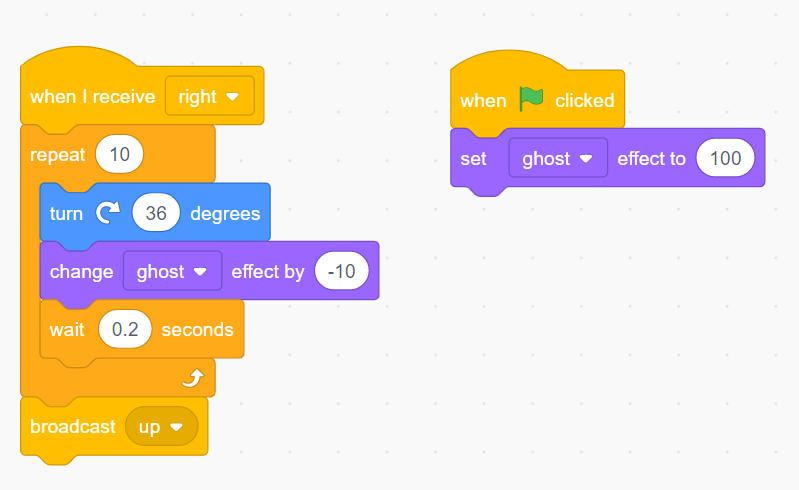 when I receive right
repeat 10
turn 36 degrees
change ghost effect by -10
wait 0.2 seconds
broadcast up
when clicked
set ghost effect to 100